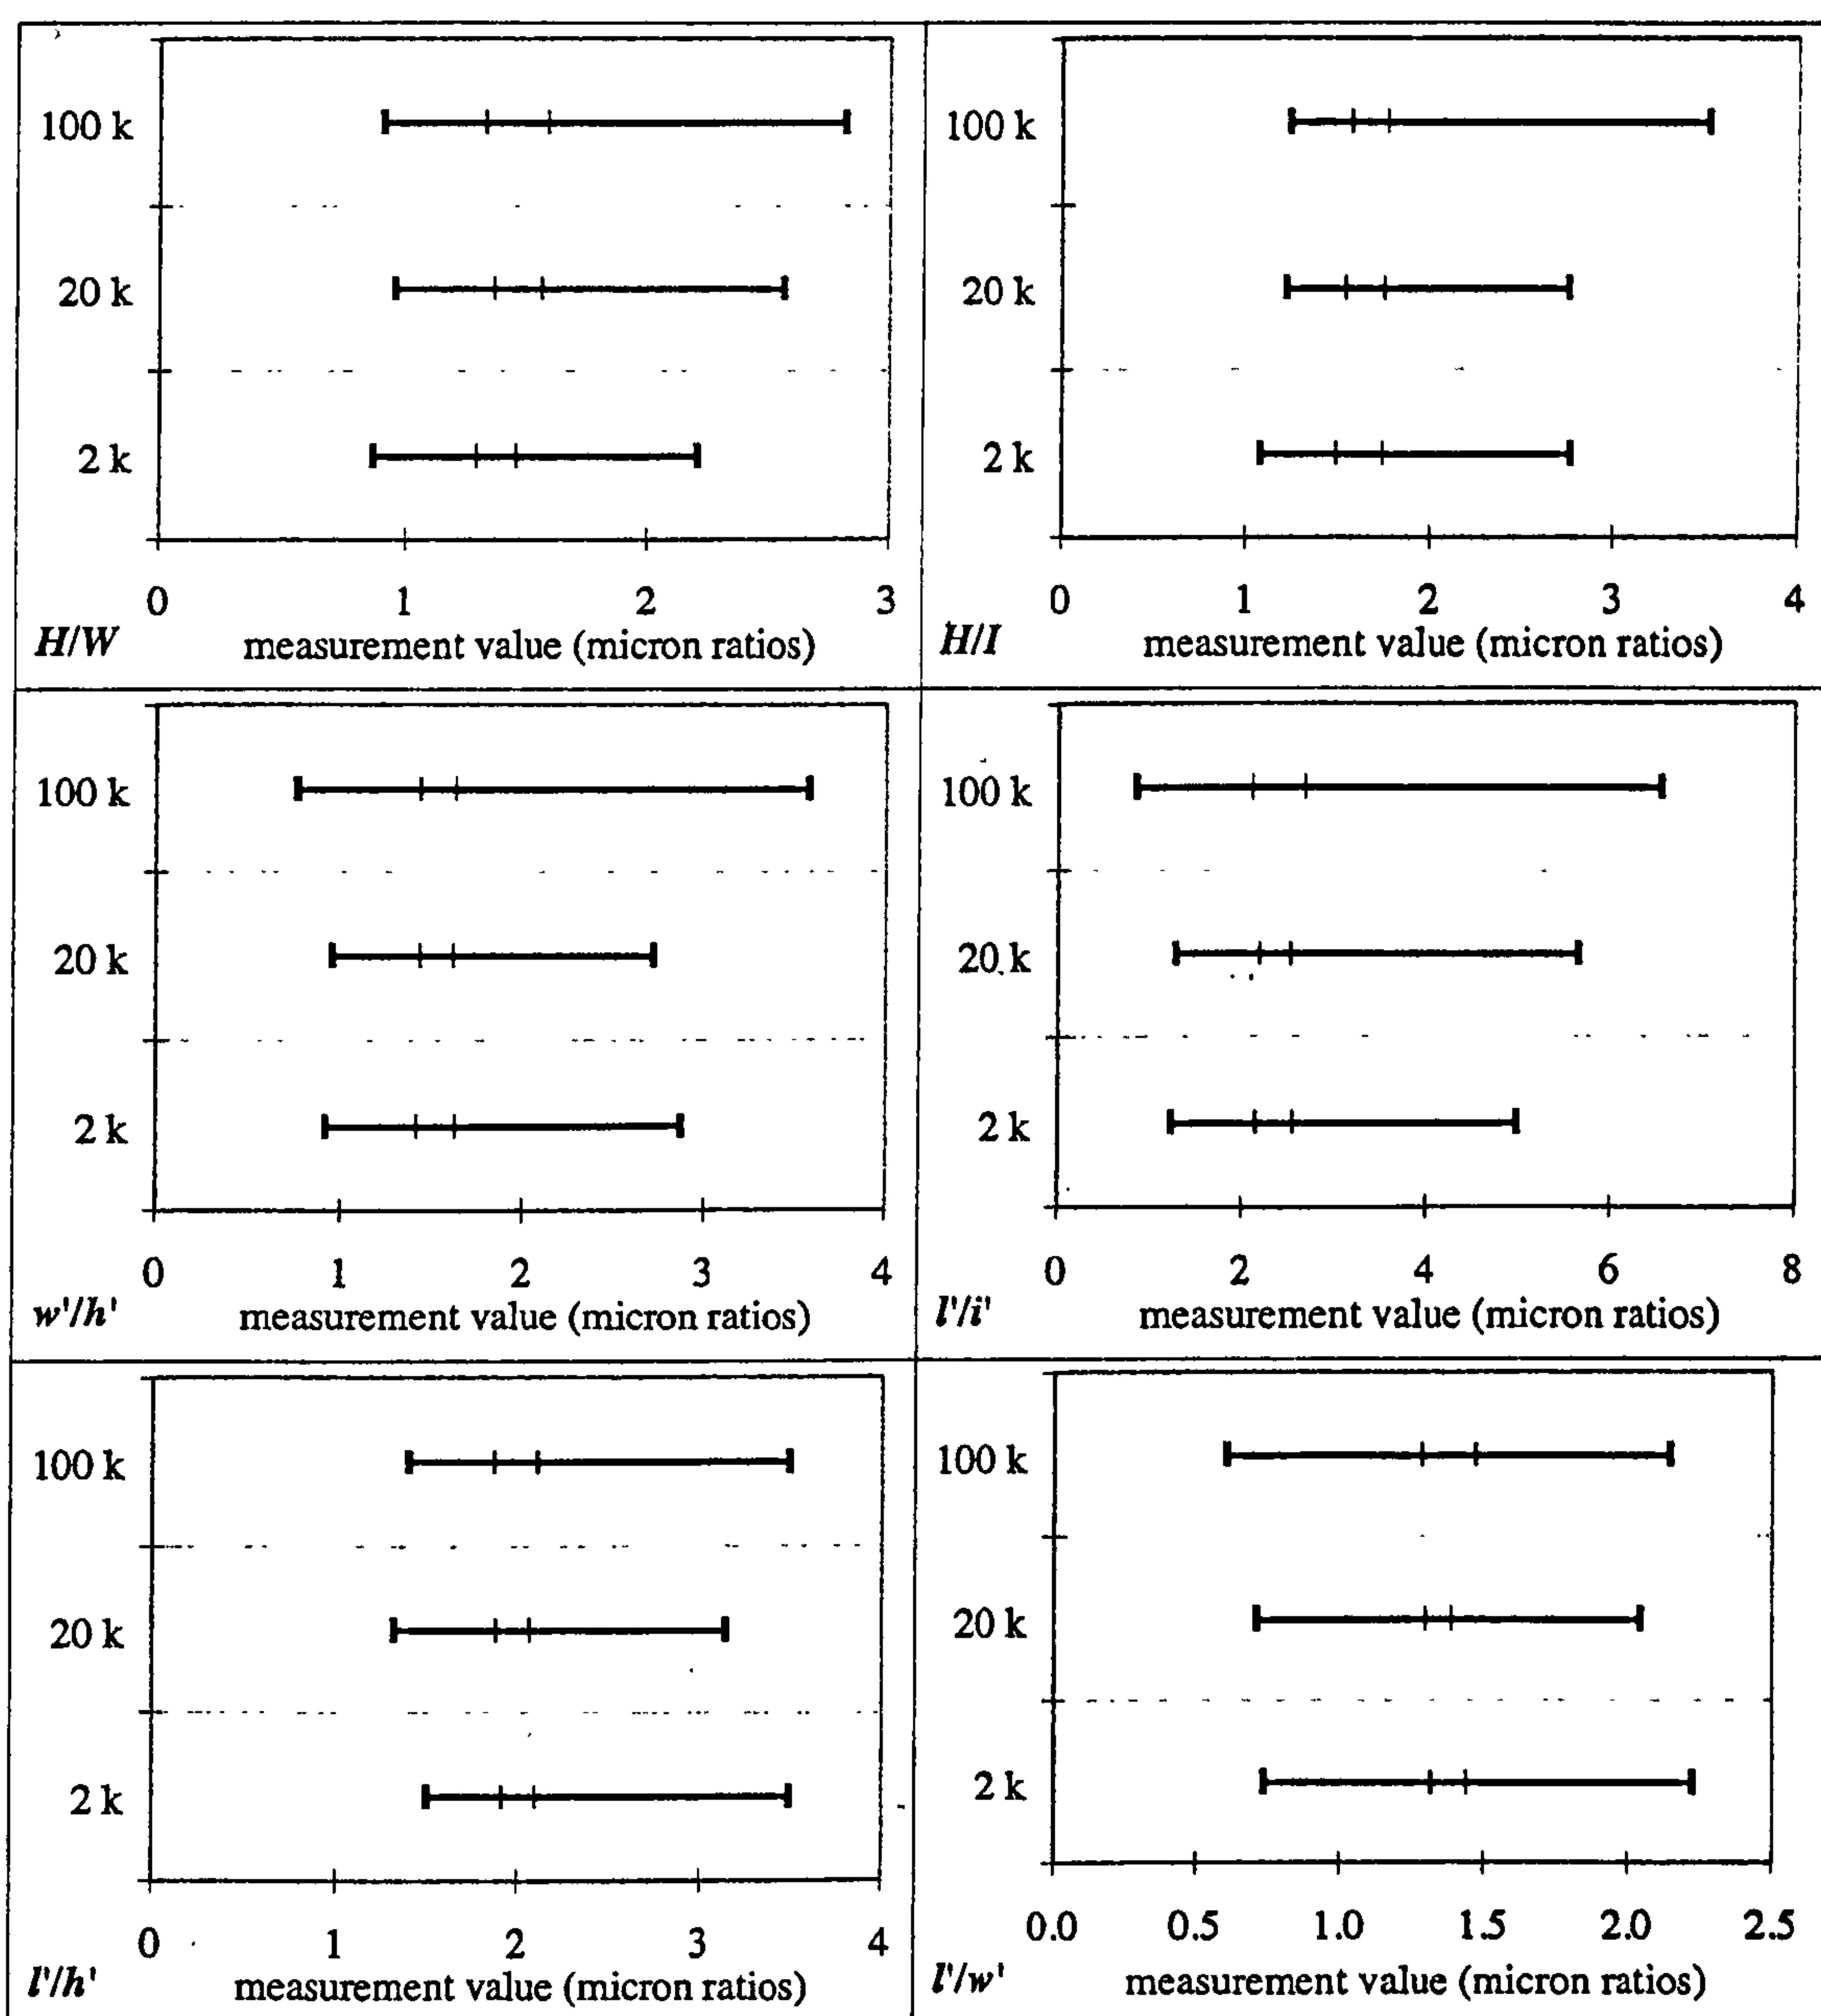 100 k
20 k
2 k
0 1 2 3
H/W measurement value (micron ratios)
100 k
20 k
2 k
0 1 2 3 4
H/I measurement value (micron ratios)
100 k
20 k
2 k
0 1 2 3 4
w'/h' measurement value (micron ratios)
100 k
20 k
2 k
0 2 4 6 8
l'/i' measurement value (micron ratios)
100 k
20 k
2 k
0 1 2 3 4
l'/h' measurement value (micron ratios)
100 k
20 k
2 k
0.0 0.5 1.0 1.5 2.0 2.5
l'/w' measurement value (micron ratios)